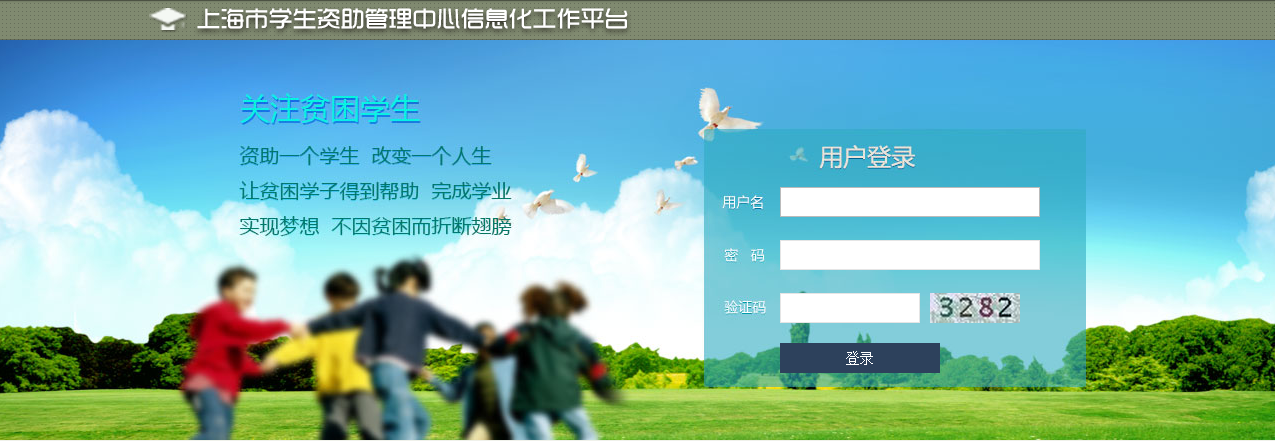 上海市学生资助管理中心信息化工作平台
关注贫困学生
资助一个学生 改变一个人生
让贫困学子得到帮助 完成学业
实现梦想 不因贫困而折断翅膀
用户登录
用户名
密 码
验证码 3282
登录